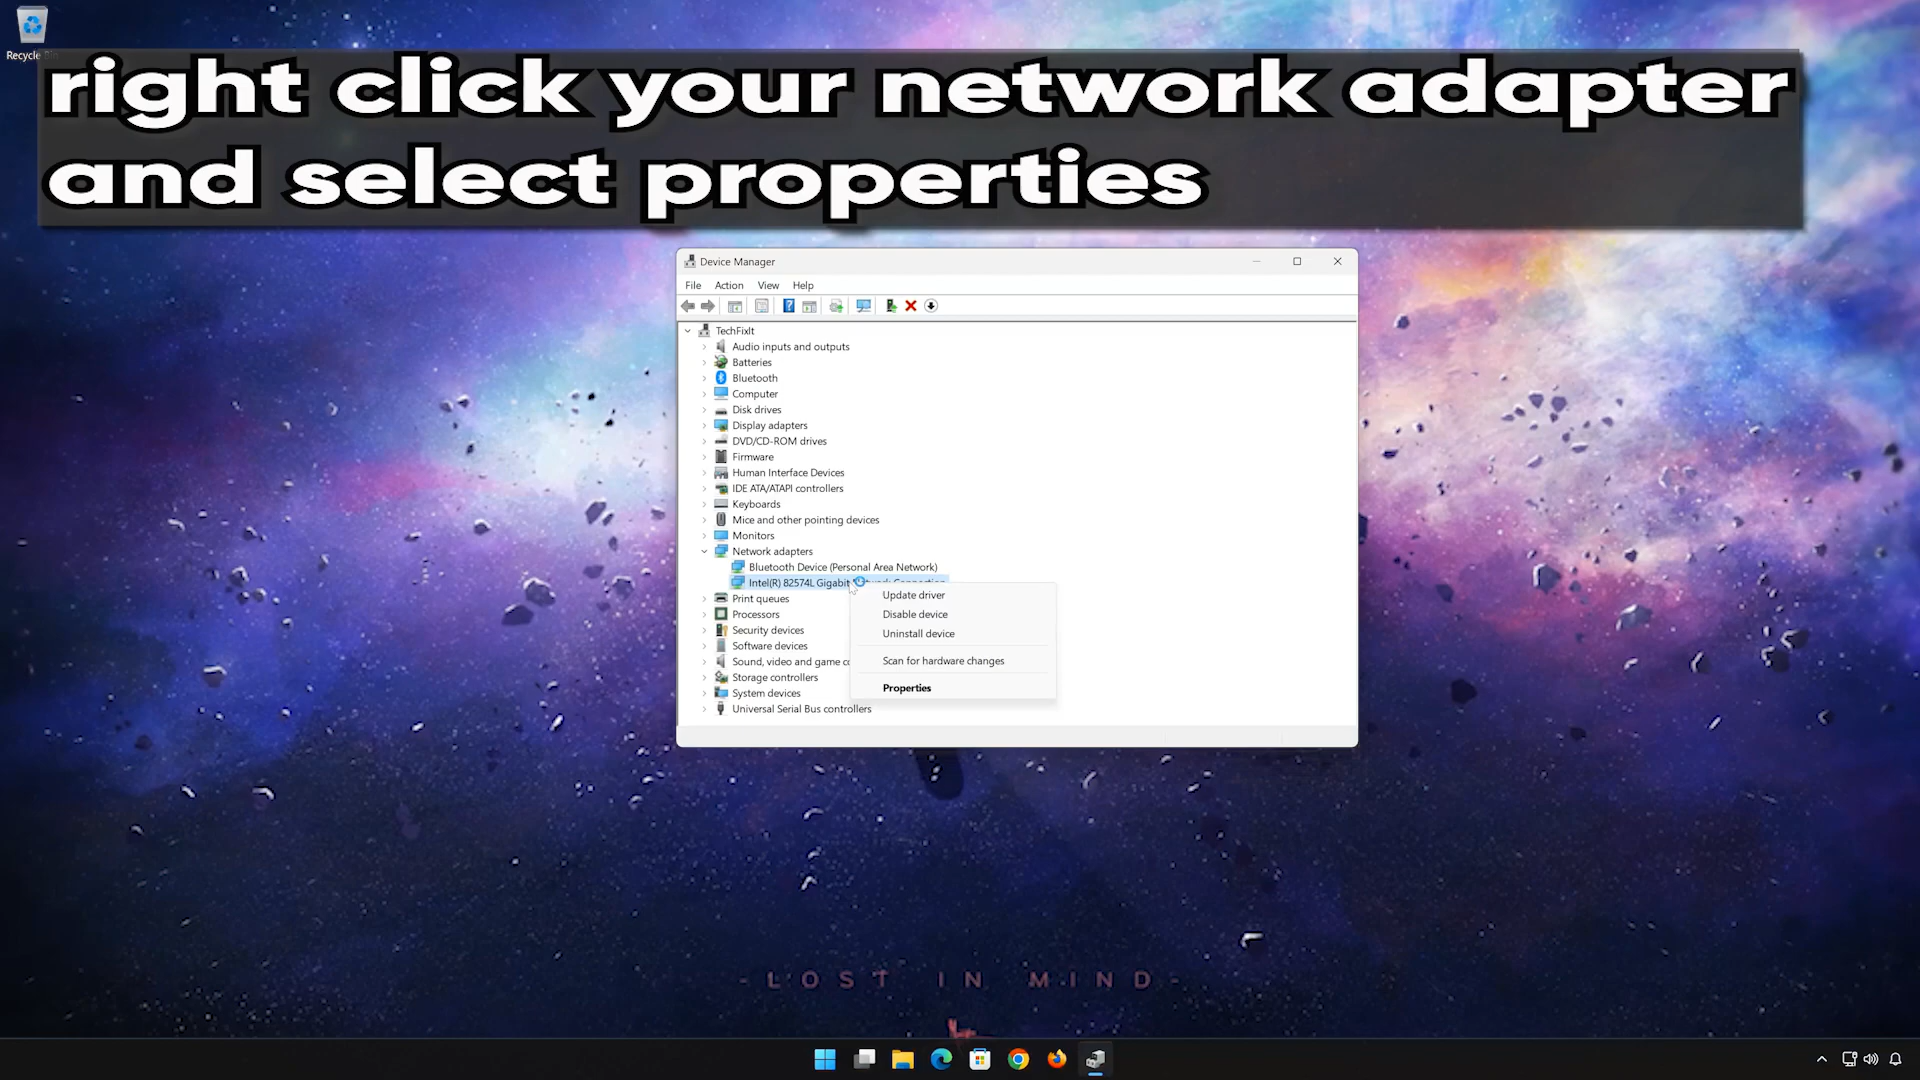 Recycle Bin
right click your network adapter
and select properties
Device Manager
File Action View Help
TechFixIt
Audio inputs and outputs
Batteries
Bluetooth
Computer
Disk drives
Display adapters
DVD/CD-ROM drives
Firmware
Human Interface Devices
IDE ATA/ATAPI controllers
Keyboards
Mice and other pointing devices
Monitors
Network adapters
Bluetooth Device (Personal Area Network)
Intel(R) 82574L Gigabit Network Connection
Print queues
Processors
Security devices
Software devices
Sound, video and game co
Storage controllers
System devices
Universal Serial Bus controllers
Update driver
Disable device
Uninstall device
Scan for hardware changes
Properties
- LOST IN MIND -